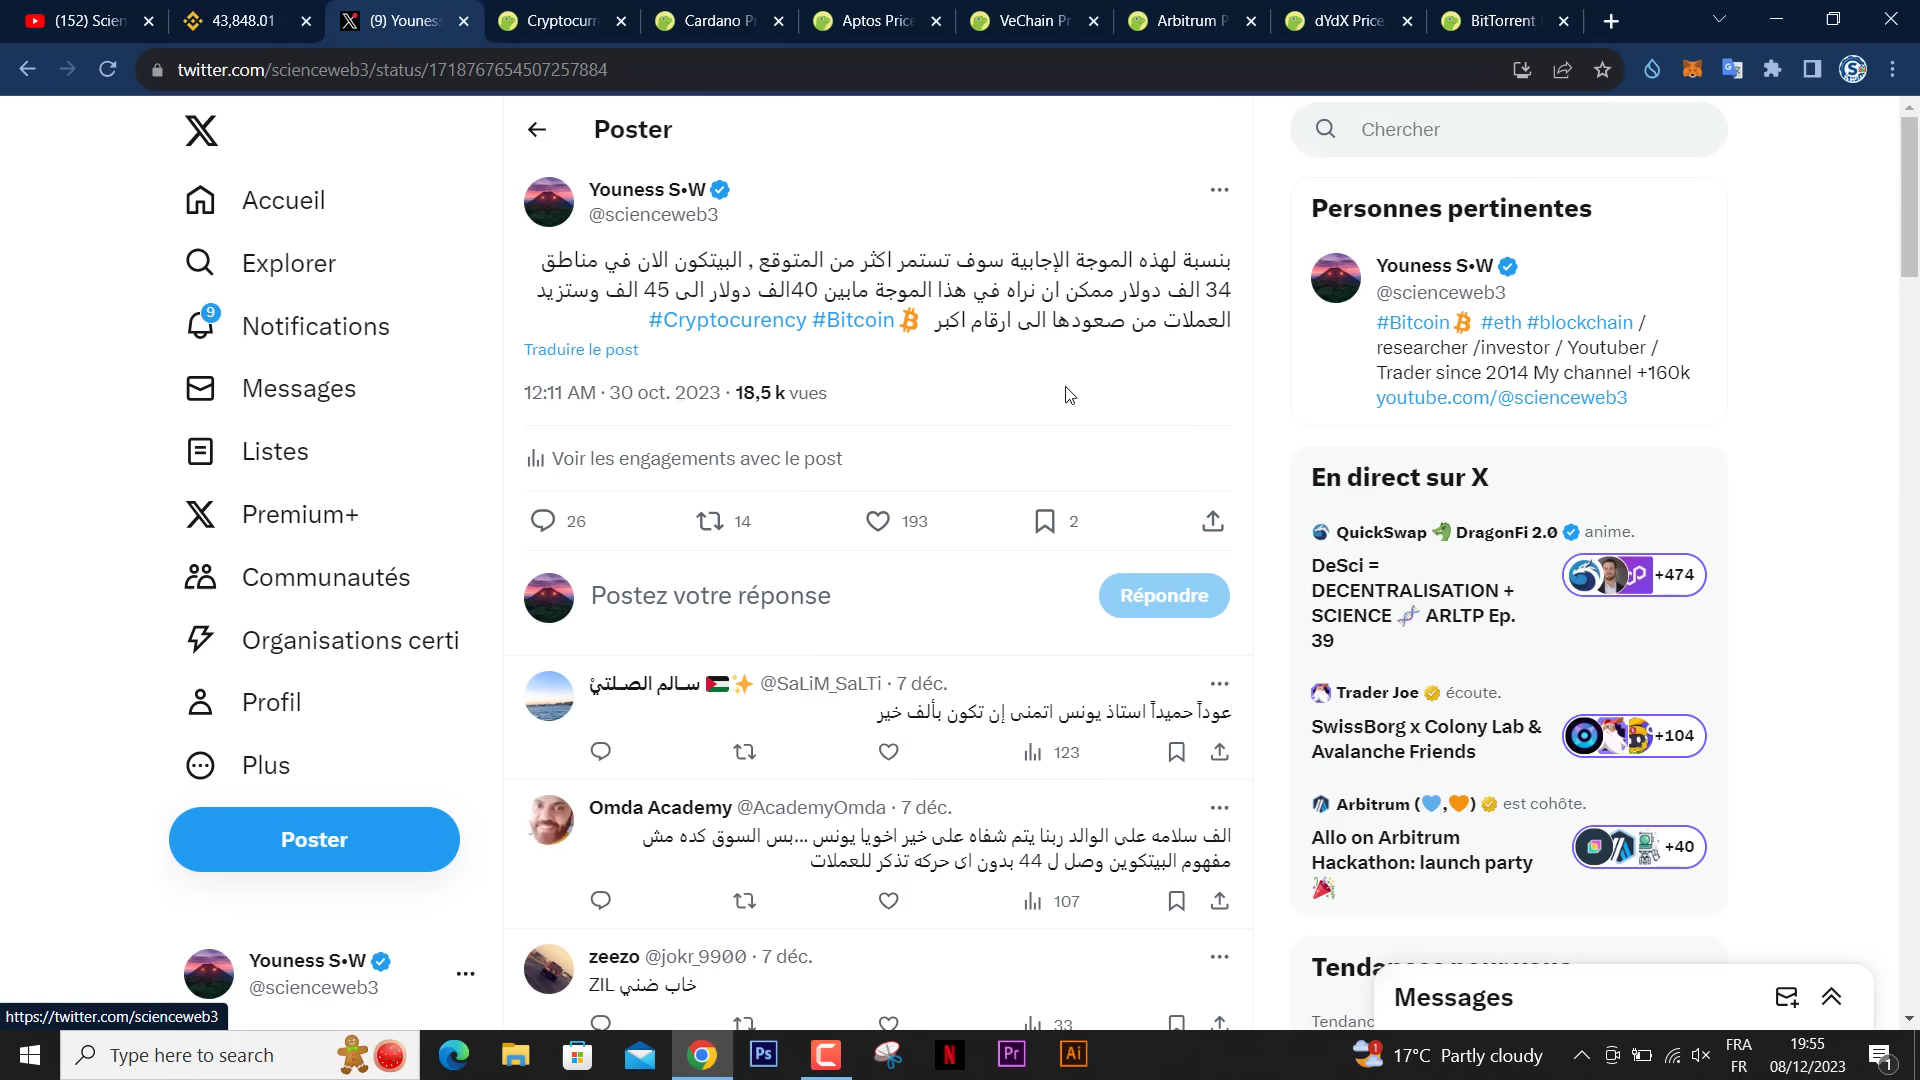 (152) Scien
43,848.01
(9) Youness
Cryptocurr
Cardano Pr
Aptos Price
VeChain Pr
Arbitrum P
dYdX Price
BitTorrent
twitter.com/scienceweb3/status/1718767654507257884
Accueil
Explorer
9
Notifications
Messages
Listes
Premium+
Communautés
Organisations certi
Profil
Plus
Poster
Youness S•W
@scienceweb3
https://twitter.com/scienceweb3
Poster
Youness S•W
@scienceweb3
بنسبة لهذه الموجة الإجابية سوف تستمر اكثر من المتوقع , البيتكون الان في مناطق
34 الف دولار ممكن ان نراه في هذا الموجة مابين 40الف دولار الى 45 الف وستزيد
العملات من صعودها الى ارقام اكبر #Cryptocurency #Bitcoin
Traduire le post
12:11 AM · 30 oct. 2023 · 18,5 k vues
Voir les engagements avec le post
26 14 193 2
Postez votre réponse
Répondre
سـالم الصـلتيْ @SaLiM_SaLTi · 7 déc.
عوداً حميداً استاذ يونس اتمنى إن تكون بألف خير
123
Omda Academy @AcademyOmda · 7 déc.
الف سلامه علي الوالد ربنا يتم شفاه على خير اخويا يونس ...بس السوق كده مش
مفهوم البيتكوين وصل ل 44 بدون اى حركه تذكر للعملات
107
zeezo @jokr_9900 · 7 déc.
خاب ضني ZIL
33
Chercher
Personnes pertinentes
Youness S•W
@scienceweb3
#Bitcoin #eth #blockchain /
researcher /investor / Youtuber /
Trader since 2014 My channel +160k
youtube.com/@scienceweb3
En direct sur X
QuickSwap DragonFi 2.0 anime.
DeSci =
DECENTRALISATION +
SCIENCE ARLTP Ep.
39
+474
Trader Joe écoute.
SwissBorg x Colony Lab &
Avalanche Friends
+104
Arbitrum ( , ) est cohôte.
Allo on Arbitrum
Hackathon: launch party
+40
Messages
Type here to search
Ps
N
Pr
Ai
1
17°C Partly cloudy
FRA
FR
19:55
08/12/2023
1